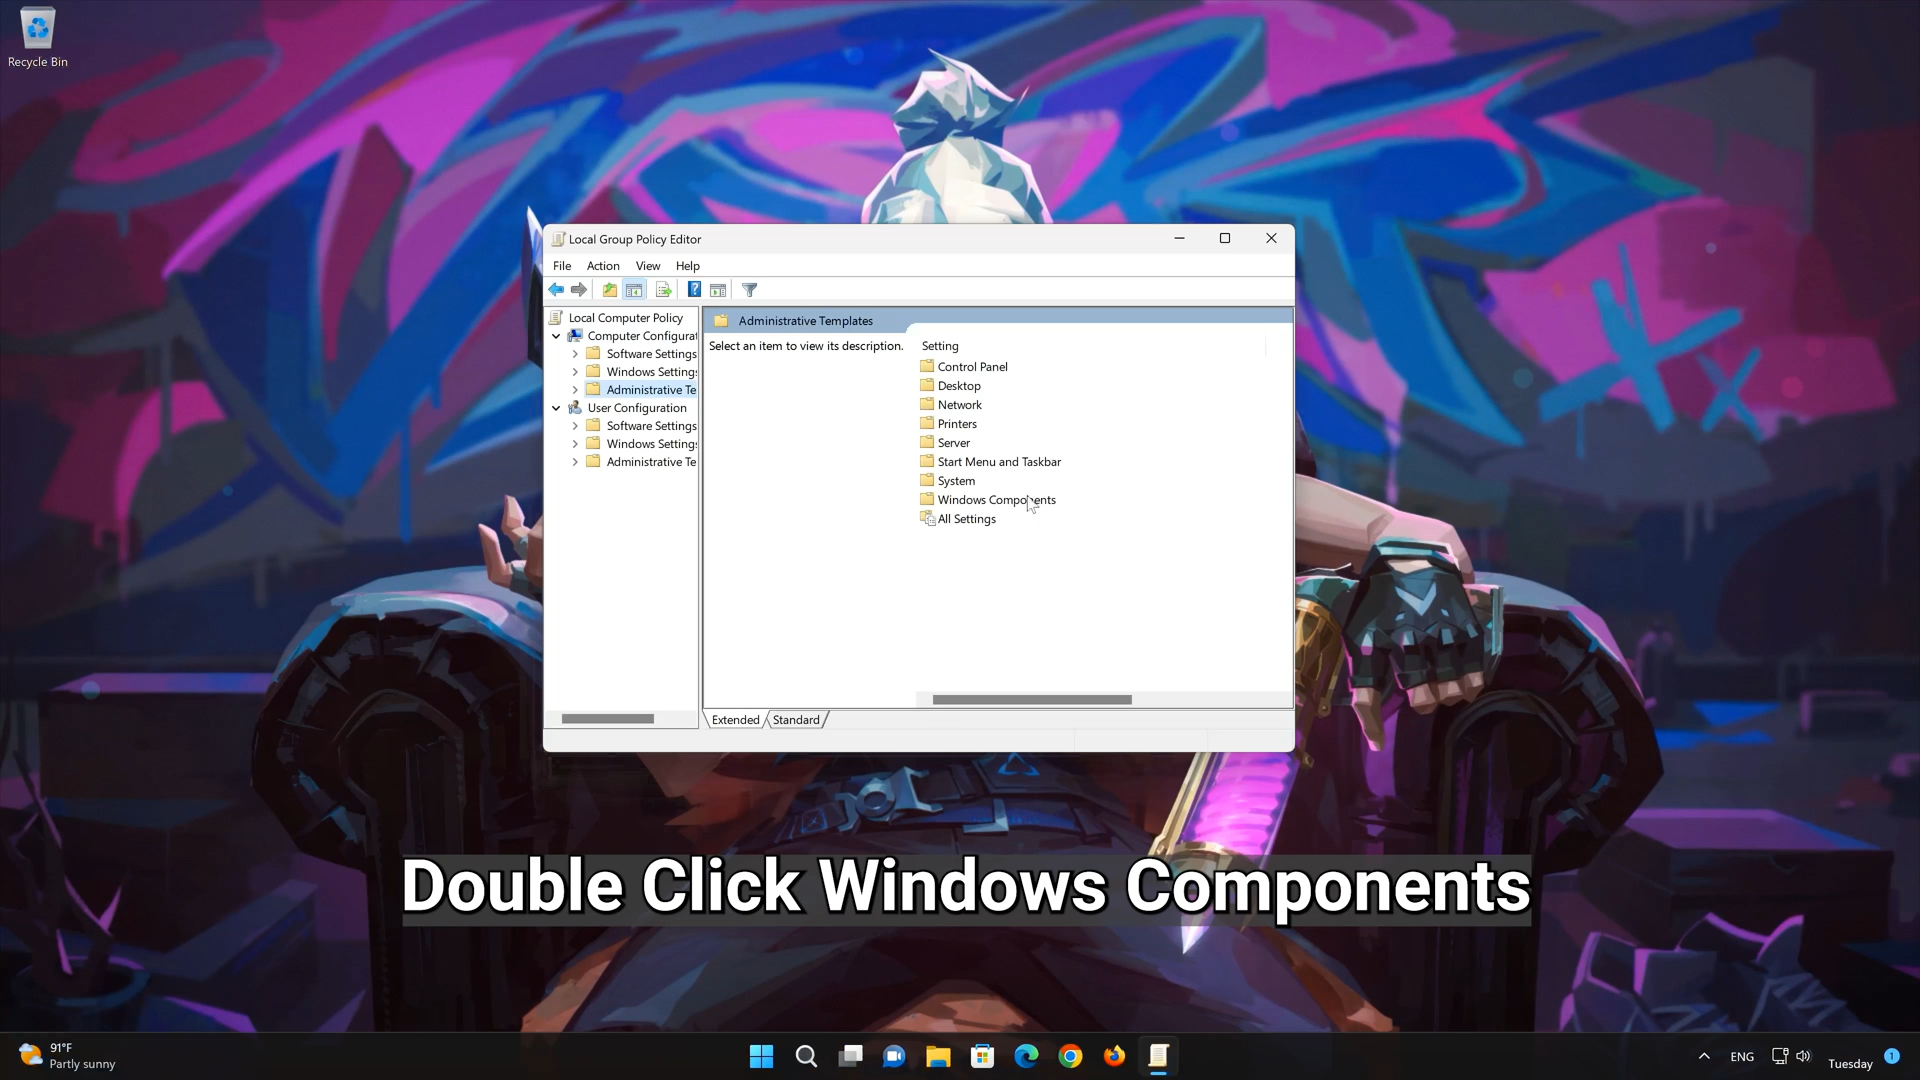 Recycle Bin
Local Group Policy Editor
File Action View Help
Local Computer Policy
Computer Configurat
Software Settings
Windows Settings
Administrative Te
User Configuration
Software Settings
Windows Settings
Administrative Te
Administrative Templates
Select an item to view its description.
Setting
Control Panel
Desktop
Network
Printers
Server
Start Menu and Taskbar
System
Windows Components
All Settings
Extended Standard
Double Click Windows Components
91°F
Partly sunny
ENG
Tuesday
1